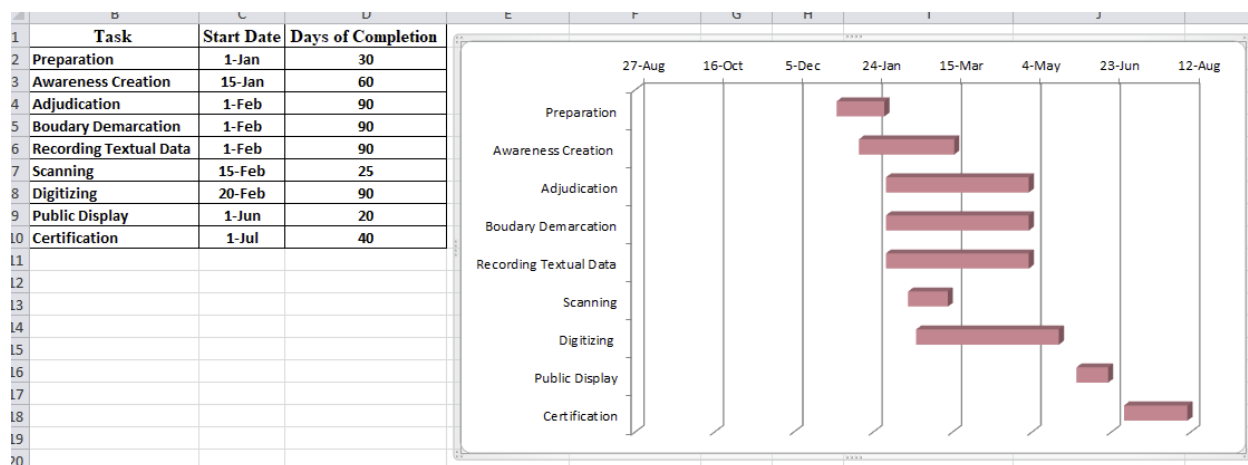 B C D E F G H I J
1 Task Start Date Days of Completion
2 Preparation 1-Jan 30
3 Awareness Creation 15-Jan 60
4 Adjudication 1-Feb 90
5 Boudary Demarcation 1-Feb 90
6 Recording Textual Data 1-Feb 90
7 Scanning 15-Feb 25
8 Digitizing 20-Feb 90
9 Public Display 1-Jun 20
10 Certification 1-Jul 40
11
12
13
14
15
16
17
18
19
20
27-Aug 16-Oct 5-Dec 24-Jan 15-Mar 4-May 23-Jun 12-Aug
Preparation
Awareness Creation
Adjudication
Boudary Demarcation
Recording Textual Data
Scanning
Digitizing
Public Display
Certification